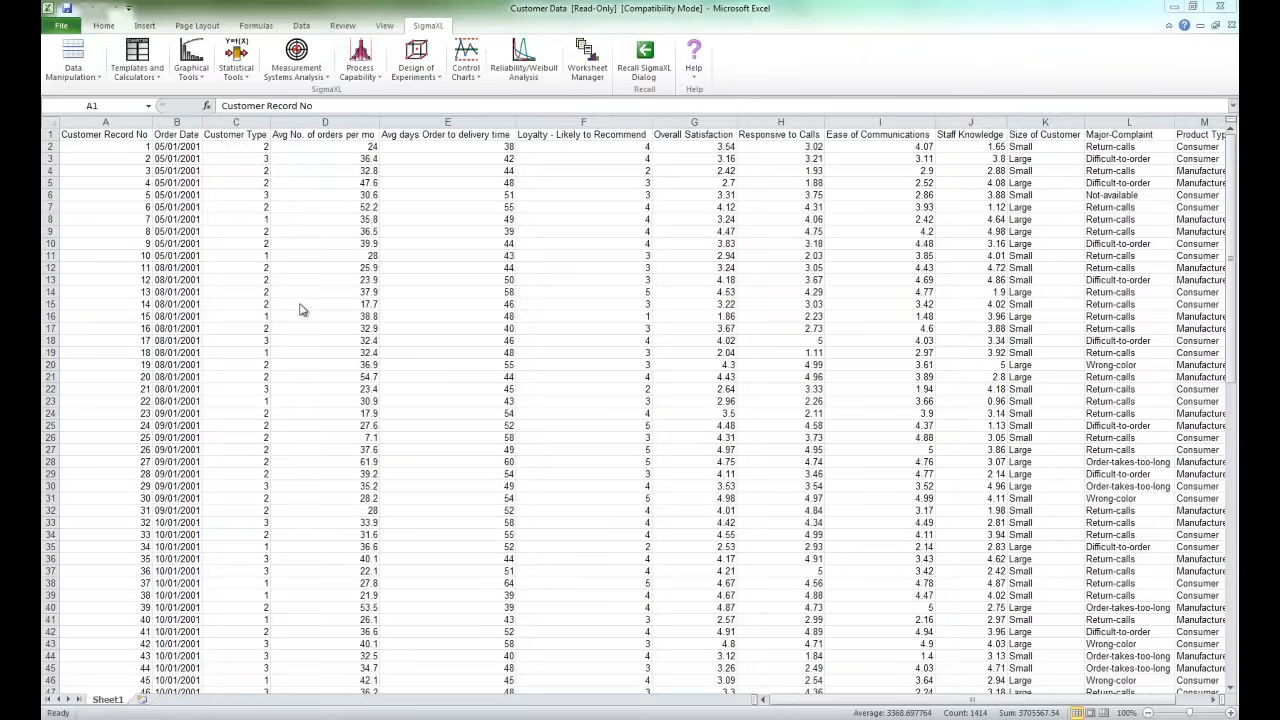 Customer Data [Read-Only] [Compatibility Mode] - Microsoft Excel
File Home Insert Page Layout Formulas Data Review View SigmaXL
Data Manipulation Templates and Calculators Graphical Tools Y=f(X) Statistical Tools Measurement Systems Analysis Process Capability Design of Experiments Control Charts Reliability/Weibull Analysis Worksheet Manager Recall SigmaXL Dialog Help
SigmaXL Recall Help
A1 fx Customer Record No
A B C D E F G H I J K L M
1 Customer Record No Order Date Customer Type Avg No. of orders per mo Avg days Order to delivery time Loyalty - Likely to Recommend Overall Satisfaction Responsive to Calls Ease of Communications Staff Knowledge Size of Customer Major-Complaint Product Typ
2 1 05/01/2001 2 24 38 4 3.54 3.02 4.07 1.65 Small Return-calls Consumer
3 2 05/01/2001 3 36.4 42 4 3.16 3.21 3.11 3.8 Large Difficult-to-order Consumer
4 3 05/01/2001 2 32.8 44 2 2.42 1.93 2.9 2.88 Small Return-calls Consumer
5 4 05/01/2001 2 47.6 48 3 2.7 1.88 2.52 4.08 Large Difficult-to-order Manufacture
6 5 05/01/2001 3 30.6 51 3 3.31 3.75 2.86 3.88 Small Not-available Consumer
7 6 05/01/2001 2 52.2 55 4 4.12 4.31 3.93 1.12 Small Return-calls Consumer
8 7 05/01/2001 1 35.8 49 4 3.24 4.06 2.42 4.64 Large Return-calls Manufacture
9 8 05/01/2001 2 36.5 39 3 4.47 4.75 4.2 4.98 Large Return-calls Manufacture
10 9 05/01/2001 2 39.9 44 4 3.83 3.18 4.48 3.16 Large Difficult-to-order Consumer
11 10 05/01/2001 1 28 43 3 2.94 2.03 3.85 4.01 Small Return-calls Consumer
12 11 08/01/2001 2 25.9 44 3 3.24 3.05 4.43 4.72 Small Return-calls Manufacture
13 12 08/01/2001 2 23.9 50 3 4.18 3.67 4.69 4.86 Small Return-calls Manufacture
14 13 08/01/2001 2 37.9 58 5 4.53 4.29 4.77 1.9 Large Return-calls Consumer
15 14 08/01/2001 2 17.7 46 3 3.22 3.03 3.42 4.02 Small Return-calls Manufacture
16 15 08/01/2001 1 38.8 48 1 1.86 2.23 1.48 3.96 Large Return-calls Manufacture
17 16 08/01/2001 2 32.9 40 3 3.67 2.73 4.6 3.88 Small Return-calls Manufacture
18 17 08/01/2001 3 32.4 46 4 4.02 5 4.03 3.34 Small Difficult-to-order Manufacture
19 18 08/01/2001 1 32.4 48 3 2.04 1.11 2.97 3.92 Small Return-calls Consumer
20 19 08/01/2001 2 36.9 55 4 4.3 4.99 3.61 5 Large Wrong-color Manufacture
21 20 08/01/2001 2 54.7 44 4 4.43 4.96 3.89 2.8 Large Return-calls Manufacture
22 21 08/01/2001 3 23.4 45 2 2.64 3.33 1.94 4.18 Small Return-calls Consumer
23 22 08/01/2001 1 30.9 43 3 2.96 2.26 3.66 0.96 Small Return-calls Consumer
24 23 09/01/2001 2 17.9 54 4 3.5 2.11 3.9 3.14 Small Return-calls Manufacture
25 24 09/01/2001 2 27.6 52 5 4.48 4.58 4.37 1.13 Small Difficult-to-order Manufacture
26 25 09/01/2001 2 7.1 58 3 4.31 3.73 4.88 3.05 Small Return-calls Consumer
27 26 09/01/2001 2 37.6 49 5 4.97 4.95 5 3.86 Large Return-calls Consumer
28 27 09/01/2001 2 61.9 60 5 4.75 4.74 4.76 3.07 Large Order-takes-too-long Manufacture
29 28 09/01/2001 2 39.2 54 4 4.11 3.46 4.77 2.14 Large Difficult-to-order Manufacture
30 29 09/01/2001 3 35.2 49 4 3.53 3.54 3.52 4.96 Large Order-takes-too-long Consumer
31 30 09/01/2001 2 28.2 54 5 4.98 4.97 4.99 4.11 Small Wrong-color Consumer
32 31 09/01/2001 2 28 52 4 4.01 4.84 3.17 1.98 Small Return-calls Manufacture
33 32 10/01/2001 3 33.9 58 4 4.42 4.34 4.49 2.81 Small Return-calls Manufacture
34 33 10/01/2001 2 31.6 55 4 4.55 4.99 4.11 3.94 Small Return-calls Consumer
35 34 10/01/2001 1 36.6 52 2 2.53 2.93 2.14 2.83 Large Difficult-to-order Consumer
36 35 10/01/2001 3 40.1 44 4 4.17 4.91 3.43 4.62 Large Return-calls Manufacture
37 36 10/01/2001 3 22.1 51 4 4.21 5 3.42 2.42 Small Return-calls Manufacture
38 37 10/01/2001 1 27.8 64 5 4.67 4.56 4.78 4.87 Small Return-calls Consumer
39 38 10/01/2001 1 21.9 52 4 4.67 4.88 4.47 4.02 Small Return-calls Consumer
40 39 10/01/2001 2 53.5 39 4 4.87 4.73 5 2.75 Large Order-takes-too-long Manufacture
41 40 10/01/2001 1 26.1 43 3 2.57 2.99 2.16 2.97 Small Return-calls Manufacture
42 41 10/01/2001 2 36.6 52 4 4.91 4.89 4.94 3.96 Large Difficult-to-order Consumer
43 42 10/01/2001 3 40.1 58 3 4.8 4.71 4.9 4.03 Large Wrong-color Consumer
44 43 10/01/2001 3 32.5 40 4 3.12 1.84 1.4 3.13 Small Order-takes-too-long Manufacture
45 44 10/01/2001 3 34.7 48 3 3.26 2.49 4.03 4.71 Small Order-takes-too-long Manufacture
46 45 10/01/2001 1 42.1 45 4 3.09 2.54 3.64 2.94 Large Wrong-color Consumer
47 46 10/01/2001 3 36.2 48 3 3.3 4.36 2.24 3.18 Large Return-calls Consumer
Sheet1
Ready Average: 3368.697764 Count: 1414 Sum: 3705567.54 100%